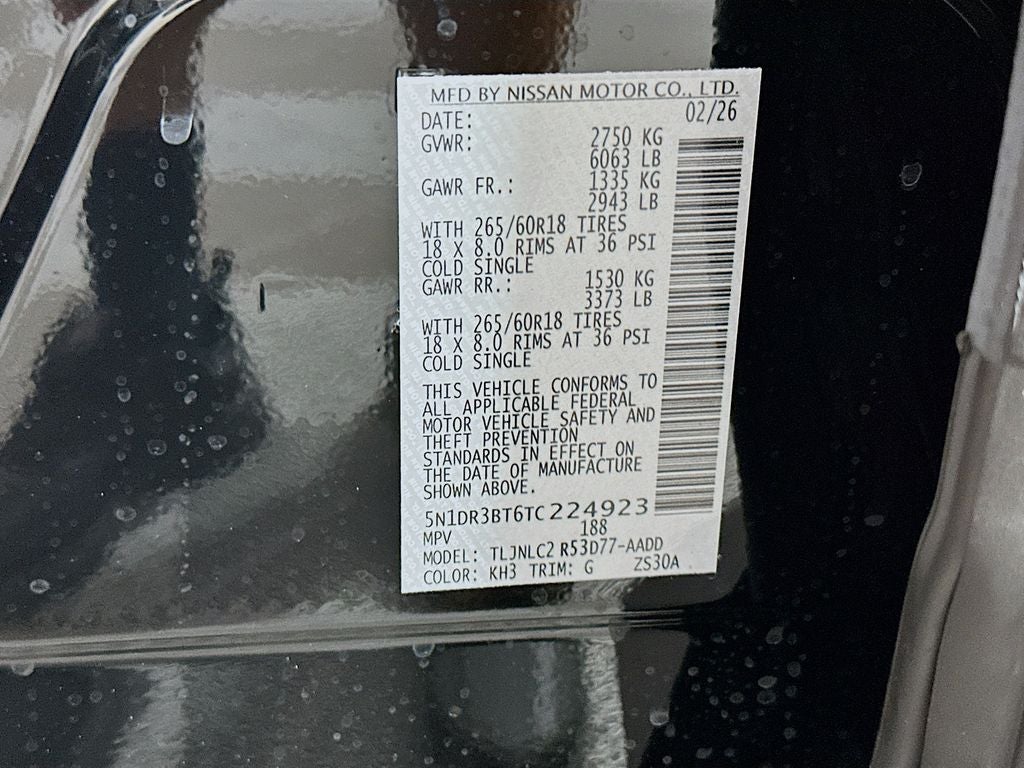 MFD BY NISSAN MOTOR CO., LTD.
DATE: 02/26
GVWR: 2750 KG
6063 LB
GAWR FR.: 1335 KG
2943 LB
WITH 265/60R18 TIRES
18 X 8.0 RIMS AT 36 PSI
COLD SINGLE
GAWR RR.: 1530 KG
3373 LB
WITH 265/60R18 TIRES
18 X 8.0 RIMS AT 36 PSI
COLD SINGLE
THIS VEHICLE CONFORMS TO
ALL APPLICABLE FEDERAL
MOTOR VEHICLE SAFETY AND
THEFT PREVENTION
STANDARDS IN EFFECT ON
THE DATE OF MANUFACTURE
SHOWN ABOVE.
5N1DR3BT6TC224923
MPV 188
MODEL: TLJNLC2 R53D77-AADD
COLOR: KH3 TRIM: G ZS30A